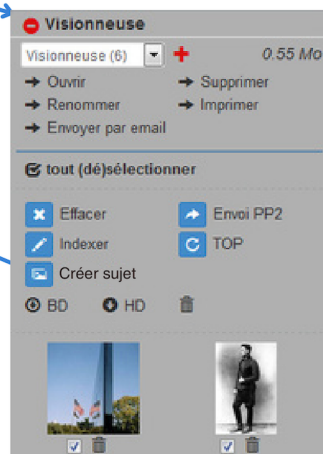 Visionneuse
Visionneuse (6) 0.55 Mo
Ouvrir Supprimer
Renommer Imprimer
Envoyer par email
tout (dé)sélectionner
Effacer Envoi PP2
Indexer TOP
Créer sujet
BD HD